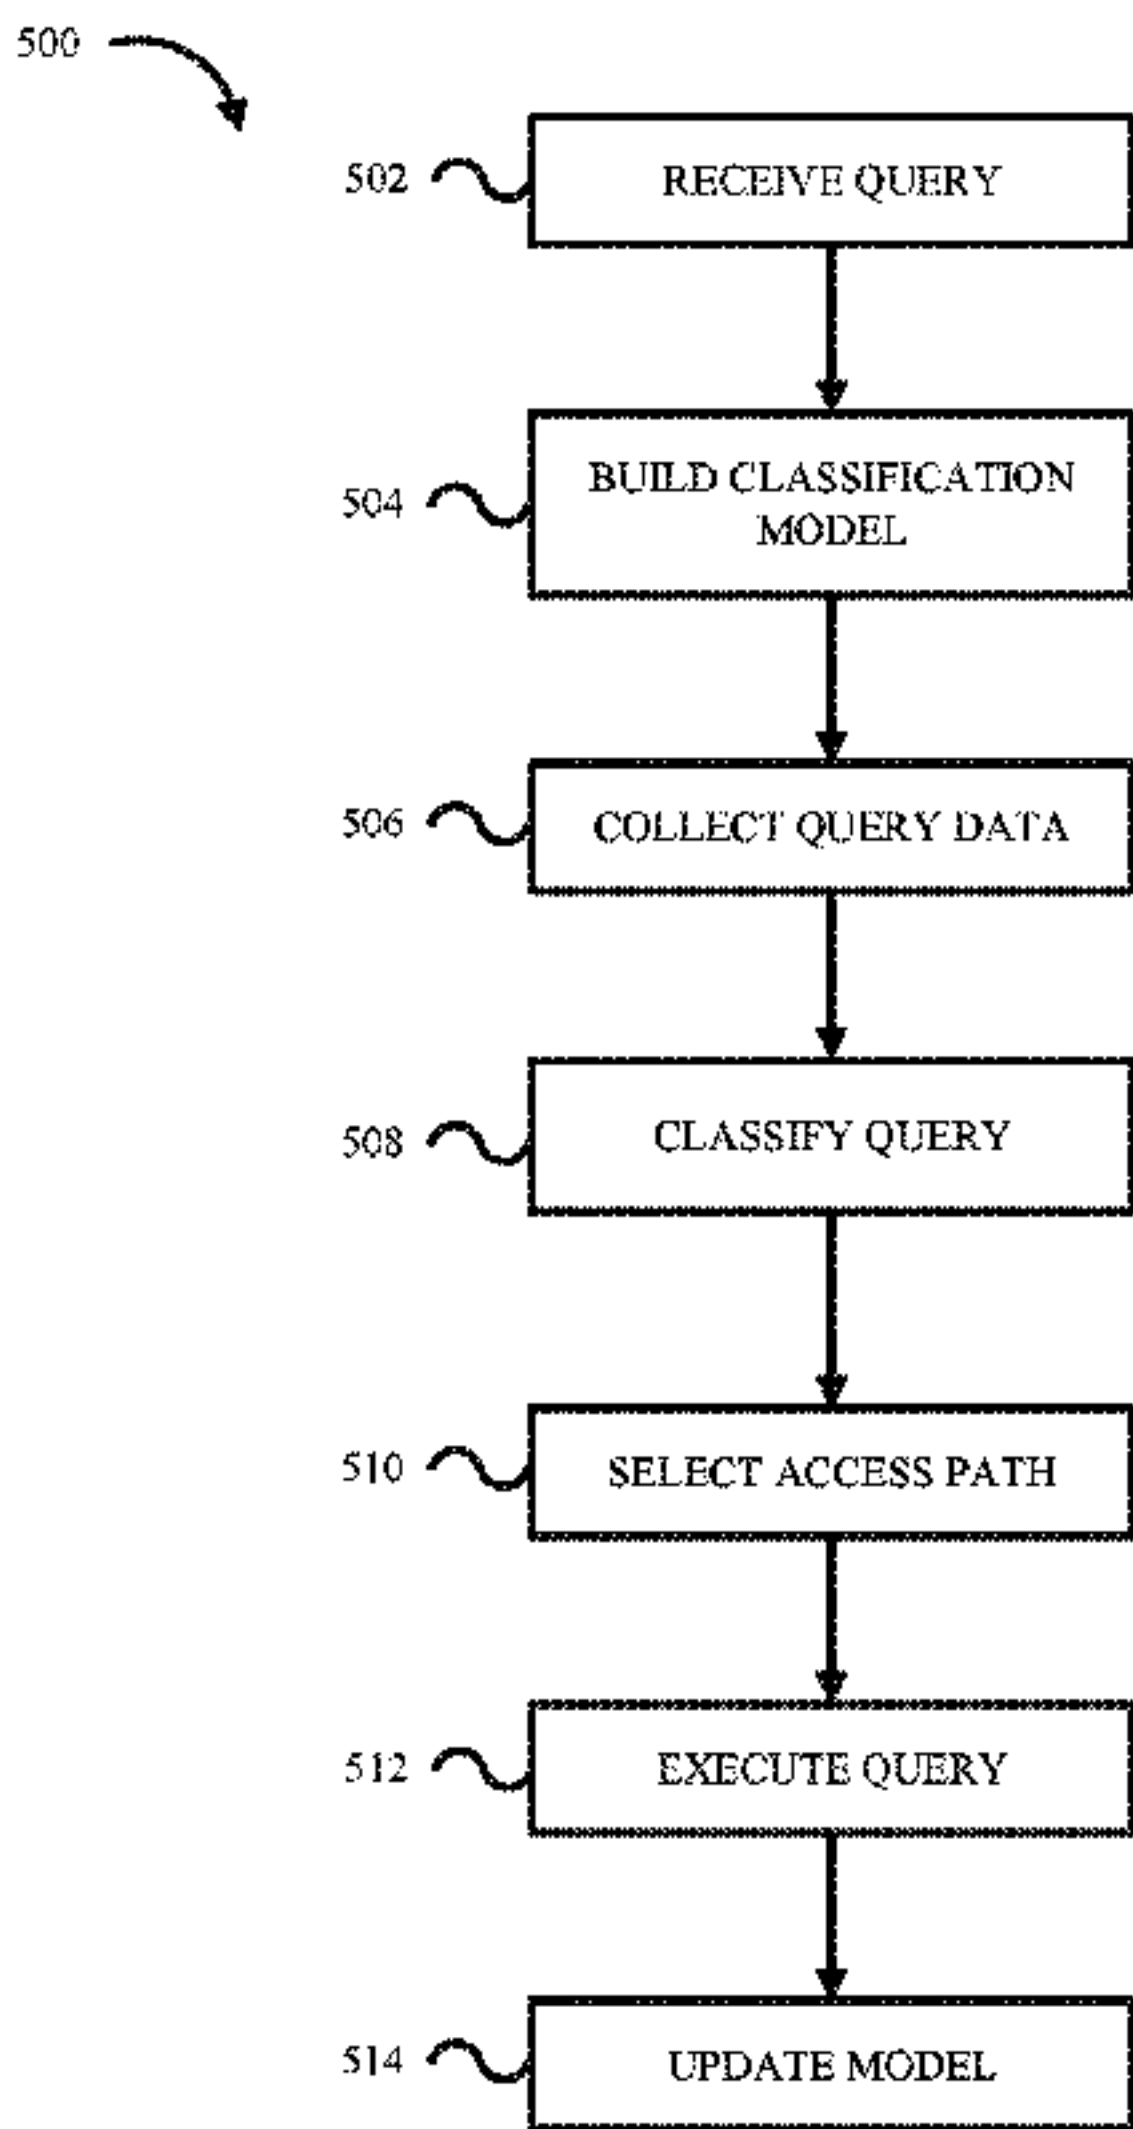 500
502
RECEIVE QUERY
504
BUILD CLASSIFICATION
MODEL
506
COLLECT QUERY DATA
508
CLASSIFY QUERY
510
SELECT ACCESS PATH
512
EXECUTE QUERY
514
UPDATE MODEL